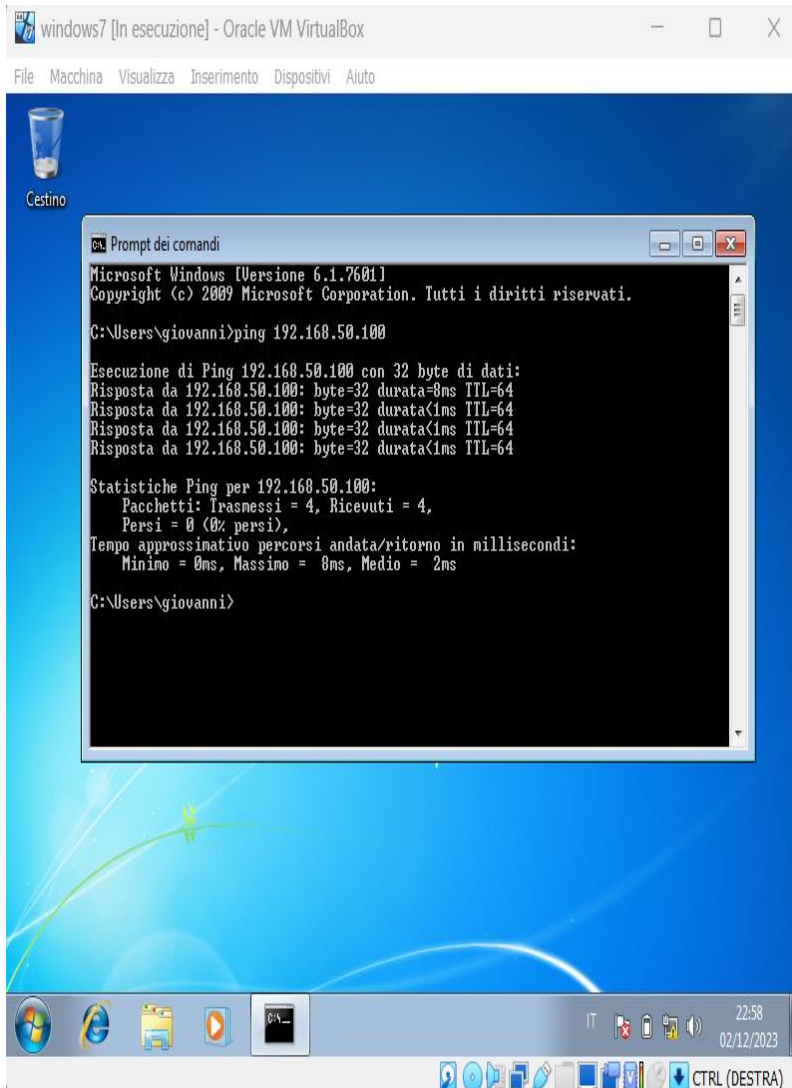 windows7 [In esecuzione] - Oracle VM VirtualBox
File Macchina Visualizza Inserimento Dispositivi Aiuto
Cestino
C:\. Prompt dei comandi
Microsoft Windows [Versione 6.1.7601]
Copyright (c) 2009 Microsoft Corporation. Tutti i diritti riservati.
C:\Users\giovanni>ping 192.168.50.100
Esecuzione di Ping 192.168.50.100 con 32 byte di dati:
Risposta da 192.168.50.100: byte=32 durata=8ms TTL=64
Risposta da 192.168.50.100: byte=32 durata<1ms TTL=64
Risposta da 192.168.50.100: byte=32 durata<1ms TTL=64
Risposta da 192.168.50.100: byte=32 durata<1ms TTL=64
Statistiche Ping per 192.168.50.100:
Pacchetti: Trasmessi = 4, Ricevuti = 4,
Persi = 0 (0% persi),
Tempo approssimativo percorsi andata/ritorno in millisecondi:
Minimo = 0ms, Massimo = 8ms, Medio = 2ms
C:\Users\giovanni>
C:\_
IT
22:58
02/12/2023
CTRL (DESTRA)